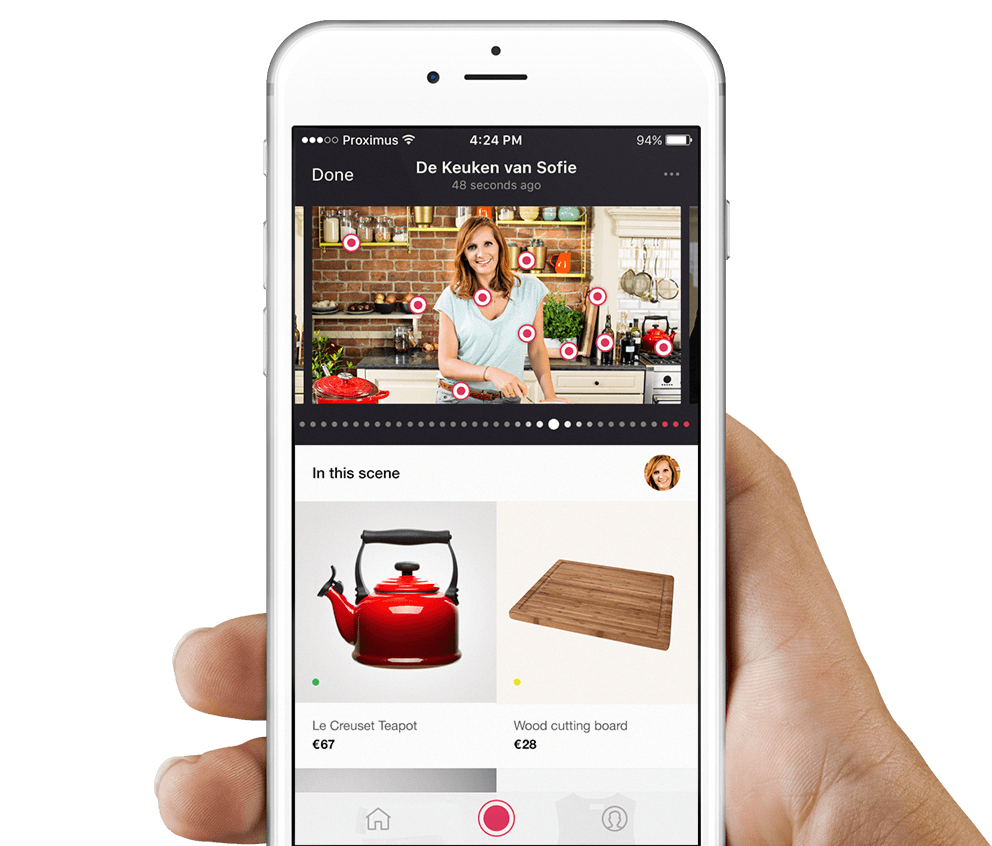 Proximus 4:24 PM 94%
Done De Keuken van Sofie
48 seconds ago
In this scene
Le Creuset Teapot Wood cutting board
€67 €28